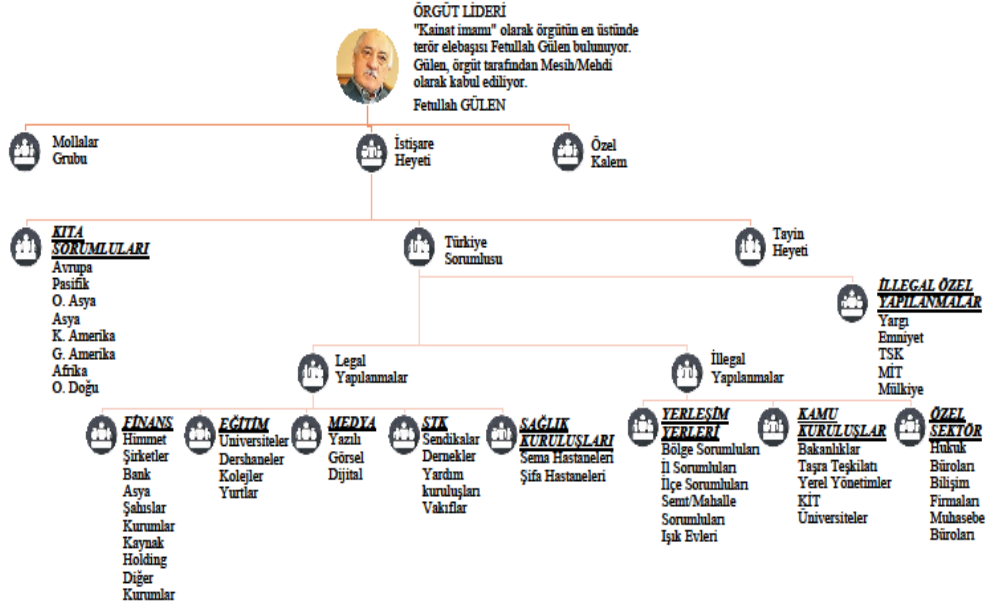 ÖRGÜT LİDERİ
"Kainat imamı" olarak örgütün en üstünde
terör elebaşısı Fetullah Gülen bulunuyor.
Gülen, örgüt tarafından Mesih/Mehdi
olarak kabul ediliyor.
Fetullah GÜLEN
Mollalar
Grubu
İstişare
Heyeti
Özel
Kalem
KITA
SORUMLULARI
Avrupa
Pasifik
O. Asya
Asya
K. Amerika
G. Amerika
Afrika
O. Doğu
Türkiye
Sorumlusu
Tayin
Heyeti
İLLEGAL ÖZEL
YAPILANMALAR
Yargı
Emniyet
TSK
MİT
Mülkiye
Legal
Yapılanmalar
İllegal
Yapılanmalar
FİNANS
Himmet
Şirketler
Bank
Asya
Şahıslar
Kurumlar
Kaynak
Holding
Diğer
Kurumlar
EĞİTİM
Üniversiteler
Dershaneler
Kolejler
Yurtlar
MEDYA
Yazılı
Görsel
Dijital
STK
Sendikalar
Dernekler
Yardım
kuruluşları
Vakıflar
SAĞLIK
KURULUŞLARI
Sema Hastaneleri
Şifa Hastaneleri
YERLEŞİM
YERLERİ
Bölge Sorumluları
İl Sorumluları
İlçe Sorumluları
Semt/Mahalle
Sorumluları
Işık Evleri
KAMU
KURULUŞLAR
Bakanlıklar
Taşra Teşkilatı
Yerel Yönetimler
KİT
Üniversiteler
ÖZEL
SEKTÖR
Hukuk
Büroları
Bilişim
Firmaları
Muhasebe
Büroları